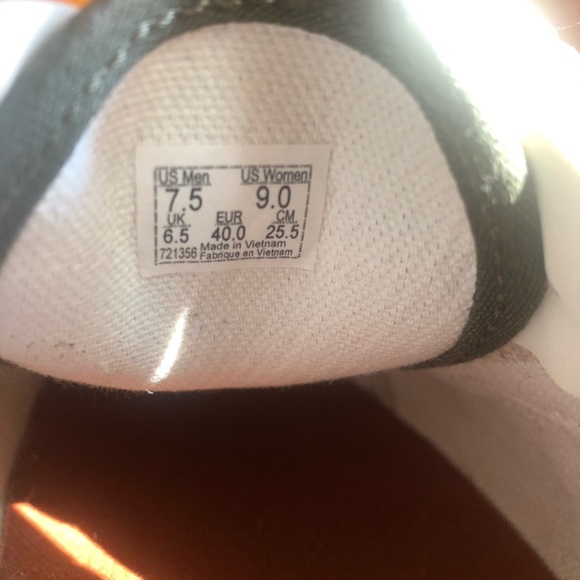 US Men US Women
7.5 9.0
UK EUR CM
6.5 40.0 25.5
Made in Vietnam
721356 Fabrique en Vietnam